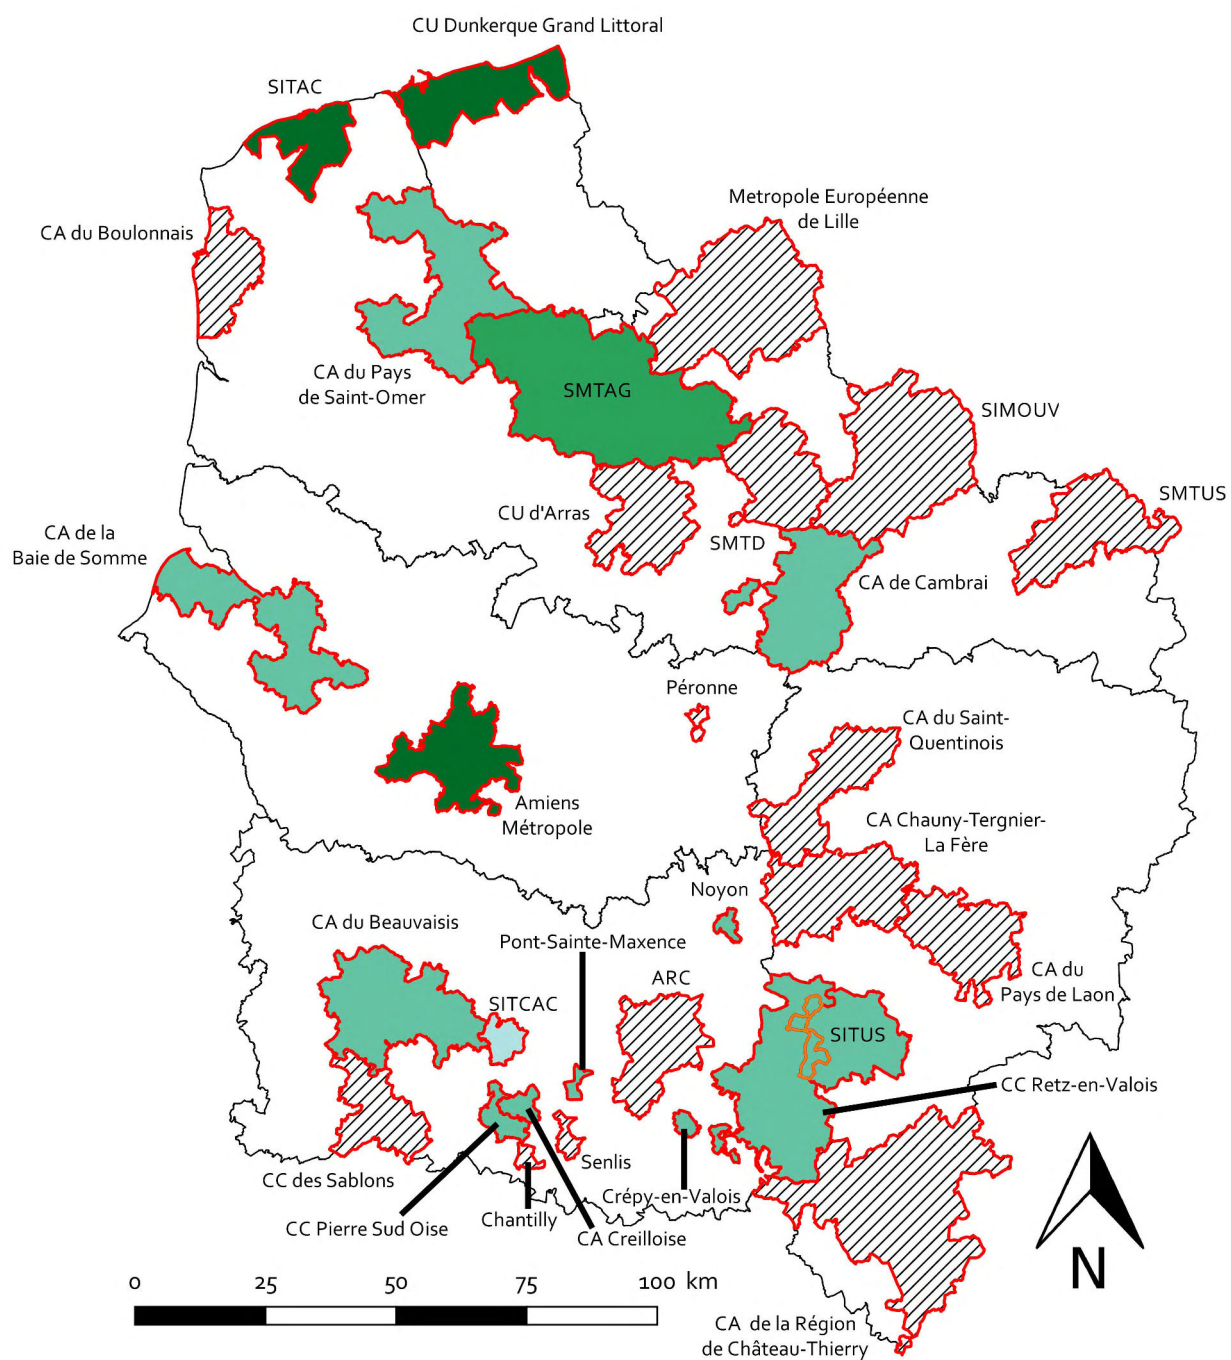 CU Dunkerque Grand Littoral
SITAC
Metropole Européenne
de Lille
CA du Boulonnais
CA du Pays
de Saint-Omer
SMTAG
SIMOUV
SMTUS
CU d'Arras
SMTD
CA de la
Baie de Somme
CA de Cambrai
Péronne
CA du Saint-
Quentinois
Amiens
Métropole
CA Chauny-Tergnier-
La Fère
Noyon
CA du Beauvaisis
Pont-Sainte-Maxence
ARC
SITCAC
CA du
Pays de Laon
SITUS
CC Retz-en-Valois
CC des Sablons
Senlis
Crépy-en-Valois
CC Pierre Sud Oise
Chantilly
CA Creilloise
N
0 25 50 75 100 km
CA de la Région
de Château-Thierry